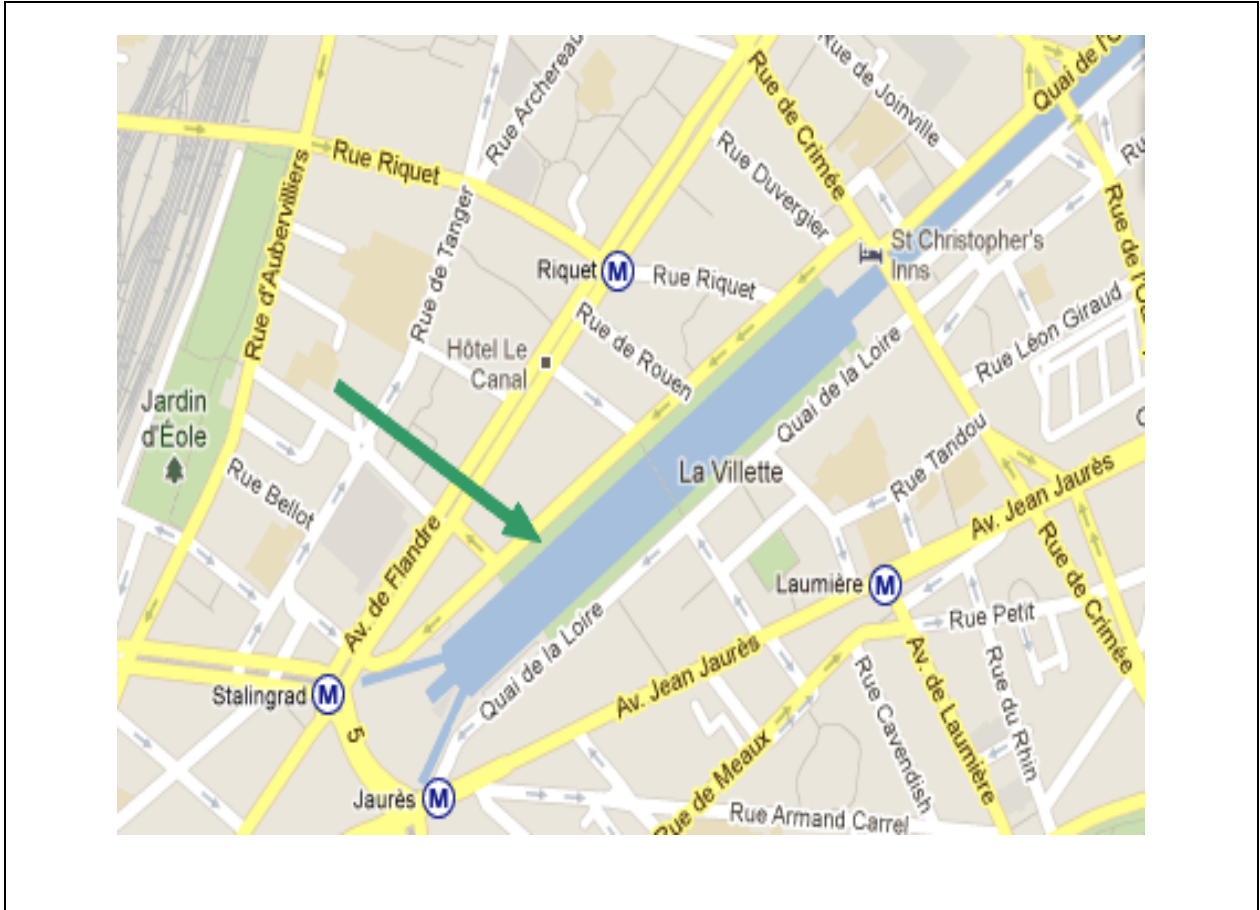 Rue Archereau
Rue de Joinville
Rue de Crimée
Quai de l'O
Rue Riquet
Rue Duvergier
Ru
Rue d'Aubervilliers
Rue de Tanger
St Christopher's
Inns
Rue de l'Ou
Riquet
M
Rue Riquet
Rue de Rouen
Rue Léon Giraud
Hôtel Le
Canal
Quai de la Loire
Jardin
d'Éole
La Villette
Rue Tandou
Rue Bellot
Av. Jean Jaurès
Av. de Flandre
Laumière
M
Rue de Crimée
Rue Petit
Quai de la Loire
Av. Jean Jaurès
Stalingrad
M
5
Rue Cavendish
Av. de Laumière
Rue du Rhin
Rue de Meaux
Jaurès
M
Rue Armand Carrel